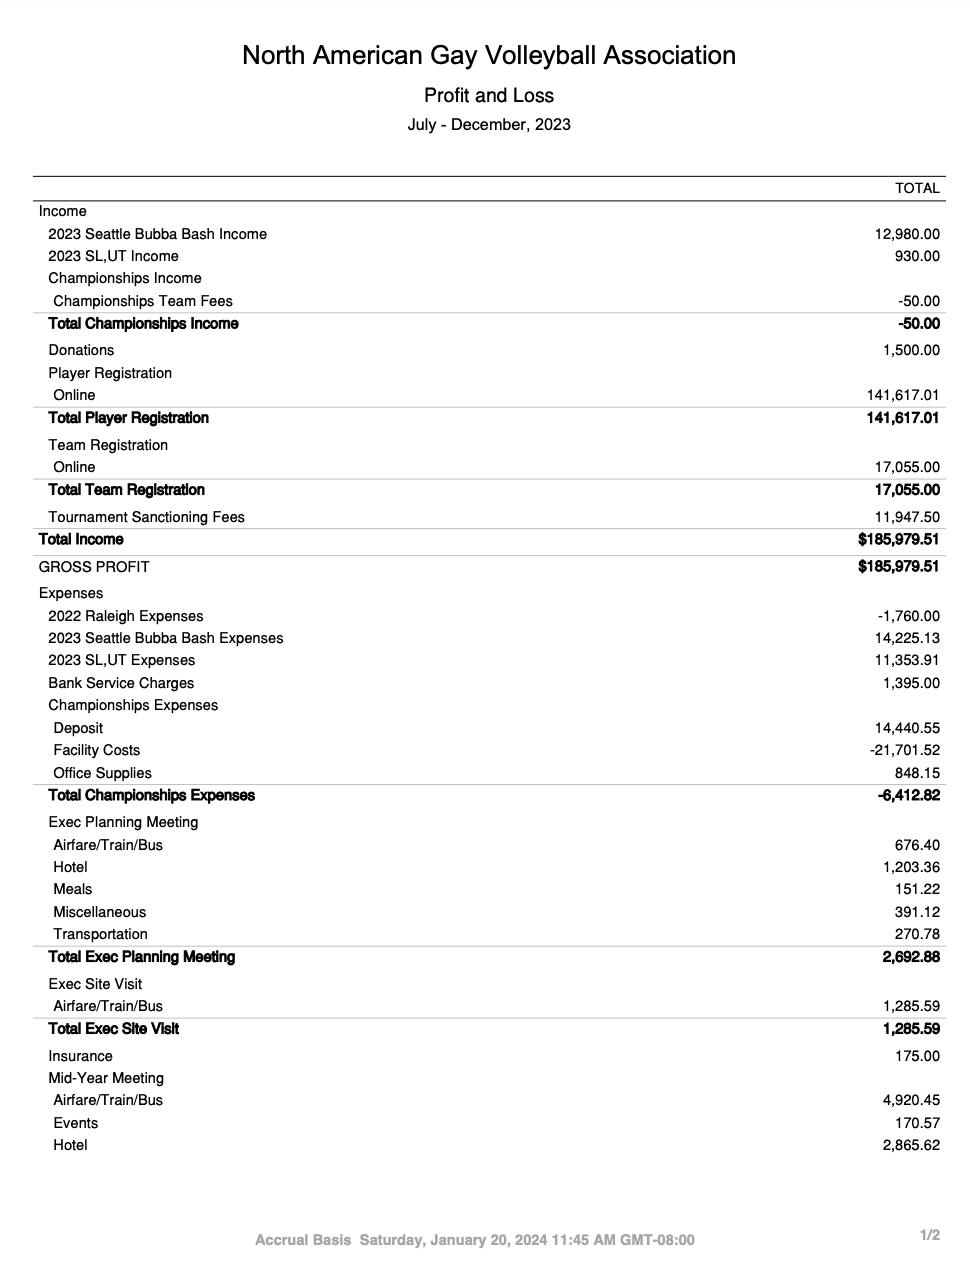 North American Gay Volleyball Association
Profit and Loss
July - December, 2023
TOTAL
Income
2023 Seattle Bubba Bash Income 12,980.00
2023 SL,UT Income 930.00
Championships Income
Championships Team Fees -50.00
Total Championships Income -50.00
Donations 1,500.00
Player Registration
Online 141,617.01
Total Player Registration 141,617.01
Team Registration
Online 17,055.00
Total Team Registration 17,055.00
Tournament Sanctioning Fees 11,947.50
Total Income $185,979.51
GROSS PROFIT $185,979.51
Expenses
2022 Raleigh Expenses -1,760.00
2023 Seattle Bubba Bash Expenses 14,225.13
2023 SL,UT Expenses 11,353.91
Bank Service Charges 1,395.00
Championships Expenses
Deposit 14,440.55
Facility Costs -21,701.52
Office Supplies 848.15
Total Championships Expenses -6,412.82
Exec Planning Meeting
Airfare/Train/Bus 676.40
Hotel 1,203.36
Meals 151.22
Miscellaneous 391.12
Transportation 270.78
Total Exec Planning Meeting 2,692.88
Exec Site Visit
Airfare/Train/Bus 1,285.59
Total Exec Site Visit 1,285.59
Insurance 175.00
Mid-Year Meeting
Airfare/Train/Bus 4,920.45
Events 170.57
Hotel 2,865.62
Accrual Basis Saturday, January 20, 2024 11:45 AM GMT-08:00 1/2